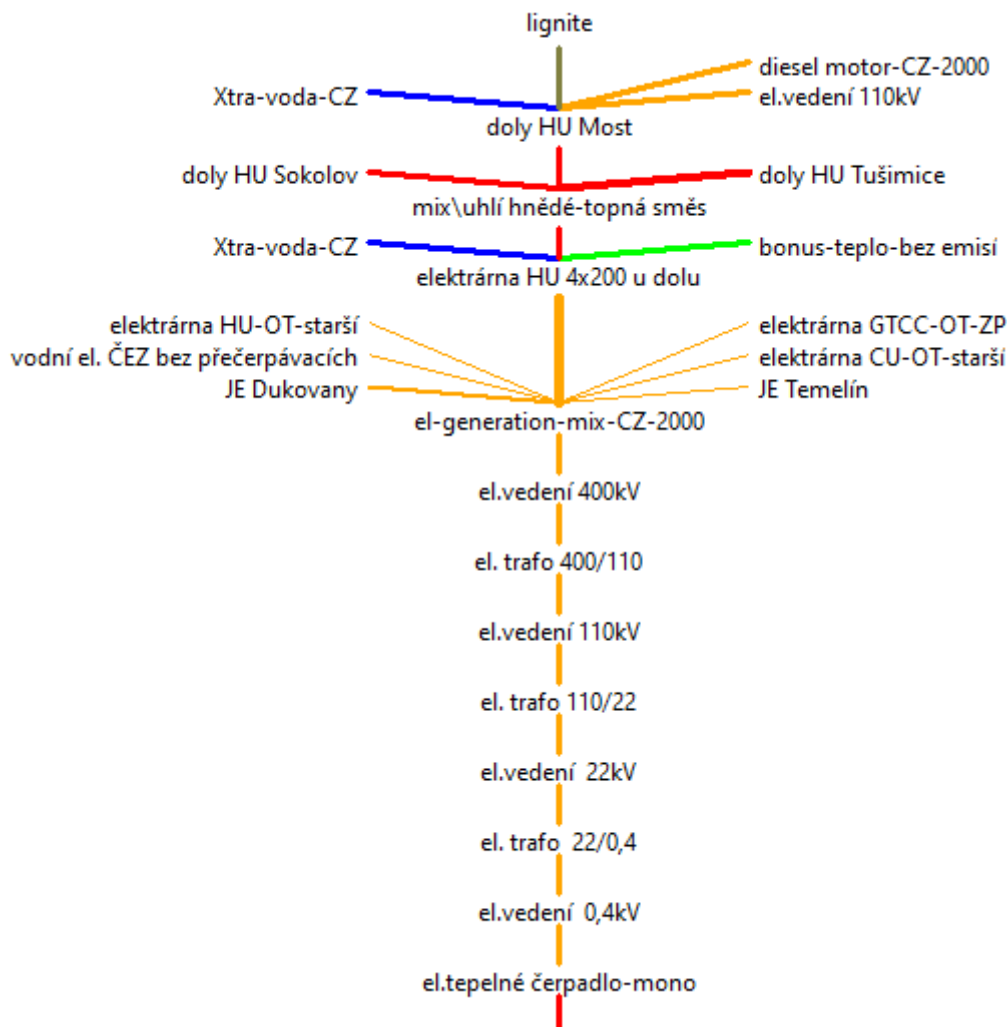 lignite
diesel motor-CZ-2000
Xtra-voda-CZ
el.vedení 110kV
doly HU Most
doly HU Sokolov
doly HU Tušimice
mix\uhlí hnědé-topná směs
Xtra-voda-CZ
bonus-teplo-bez emisí
elektrárna HU 4x200 u dolu
elektrárna HU-OT-starší
elektrárna GTCC-OT-ZP
vodní el. ČEZ bez přečerpávacích
elektrárna CU-OT-starší
JE Dukovany
JE Temelín
el-generation-mix-CZ-2000
el.vedení 400kV
el. trafo 400/110
el.vedení 110kV
el. trafo 110/22
el.vedení  22kV
el. trafo  22/0,4
el.vedení  0,4kV
el.tepelné čerpadlo-mono